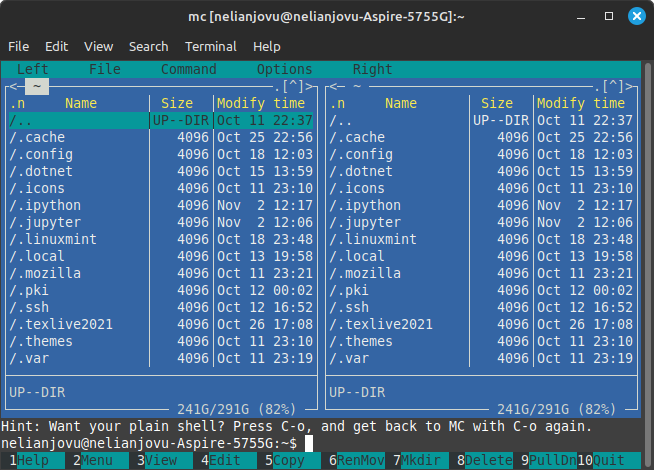 mc [nelianjovu@nelianjovu-Aspire-5755G]:~
File Edit View Search Terminal Help
Left File Command Options Right
<─ ~ ─.[^]> <─ ~ ─.[^]>
.n Name Size Modify time .n Name Size Modify time
/.. UP--DIR Oct 11 22:37 /.. UP--DIR Oct 11 22:37
/.cache 4096 Oct 25 22:56 /.cache 4096 Oct 25 22:56
/.config 4096 Oct 18 12:03 /.config 4096 Oct 18 12:03
/.dotnet 4096 Oct 15 13:59 /.dotnet 4096 Oct 15 13:59
/.icons 4096 Oct 11 23:10 /.icons 4096 Oct 11 23:10
/.ipython 4096 Nov 2 12:17 /.ipython 4096 Nov 2 12:17
/.jupyter 4096 Nov 2 12:06 /.jupyter 4096 Nov 2 12:06
/.linuxmint 4096 Oct 18 23:48 /.linuxmint 4096 Oct 18 23:48
/.local 4096 Oct 13 19:58 /.local 4096 Oct 13 19:58
/.mozilla 4096 Oct 11 23:21 /.mozilla 4096 Oct 11 23:21
/.pki 4096 Oct 12 00:02 /.pki 4096 Oct 12 00:02
/.ssh 4096 Oct 12 16:52 /.ssh 4096 Oct 12 16:52
/.texlive2021 4096 Oct 26 17:08 /.texlive2021 4096 Oct 26 17:08
/.themes 4096 Oct 11 23:02 /.themes 4096 Oct 11 23:02
/.var 4096 Oct 11 23:19 /.var 4096 Oct 11 23:19
UP--DIR UP--DIR
241G/291G (82%) 241G/291G (82%)
Hint: Want your plain shell? Press C-o, and get back to MC with C-o again.
nelianjovu@nelianjovu-Aspire-5755G:~$
1Help 2Menu 3View 4Edit 5Copy 6RenMov 7Mkdir 8Delete 9PullDn 10Quit